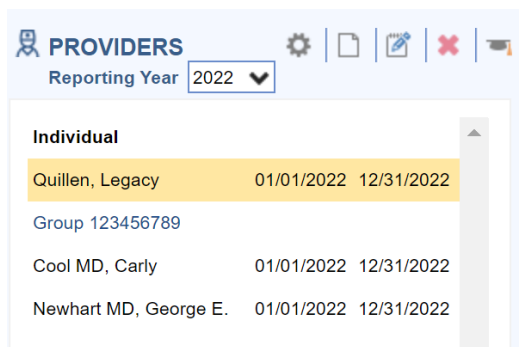 PROVIDERS
Reporting Year 2022
Individual
Quillen, Legacy 01/01/2022 12/31/2022
Group 123456789
Cool MD, Carly 01/01/2022 12/31/2022
Newhart MD, George E. 01/01/2022 12/31/2022